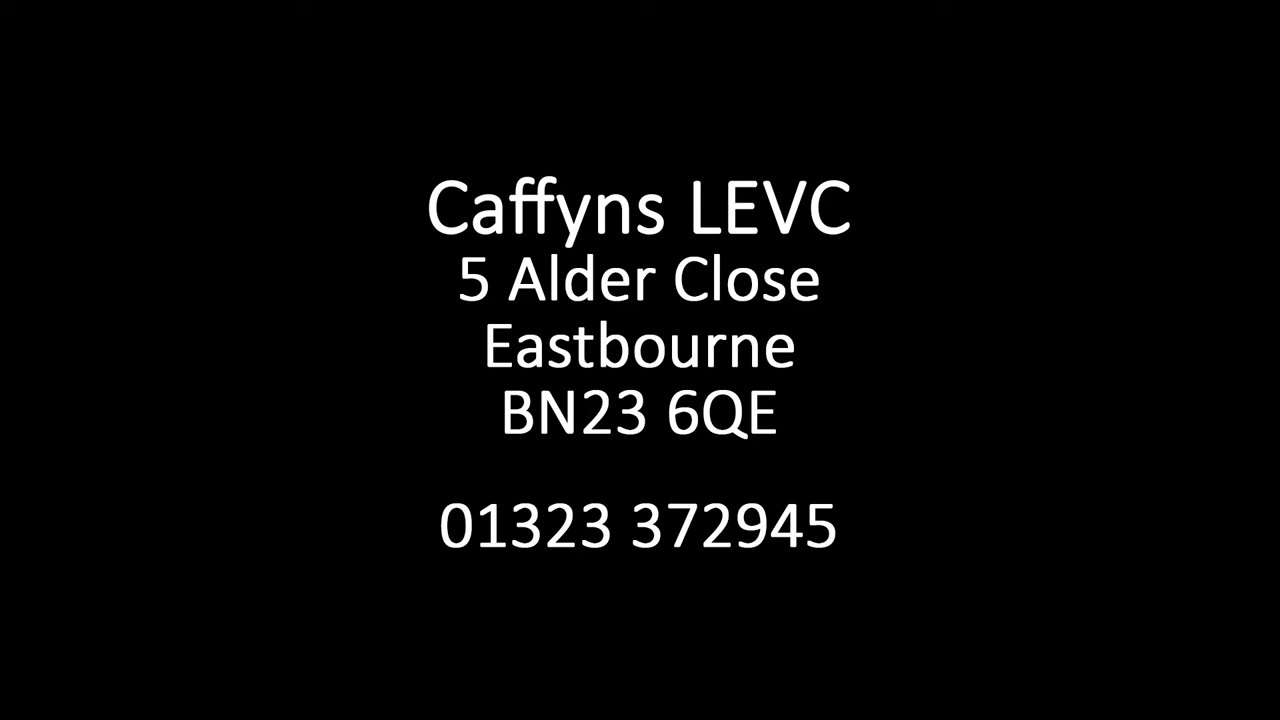 Caffyns LEVC
5 Alder Close
Eastbourne
BN23 6QE
01323 372945